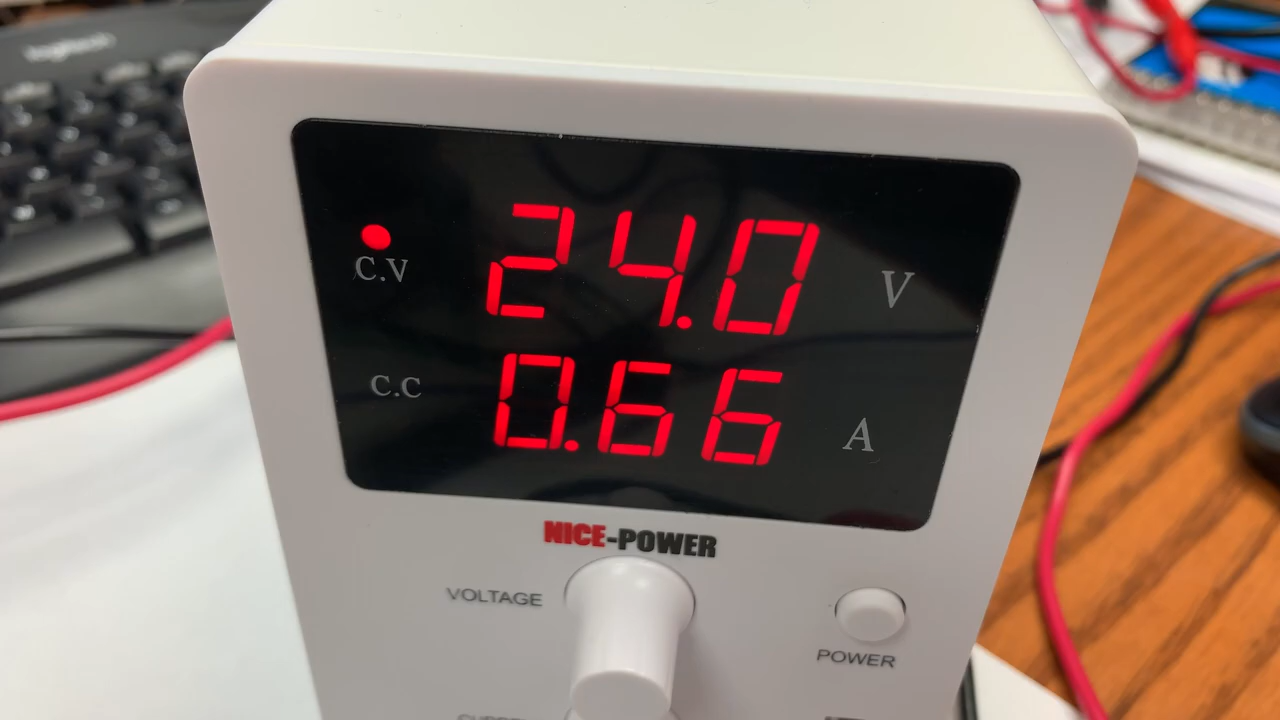 logitech
24.0 V
C.V
0.66 A
C.C
NICE-POWER
VOLTAGE
POWER